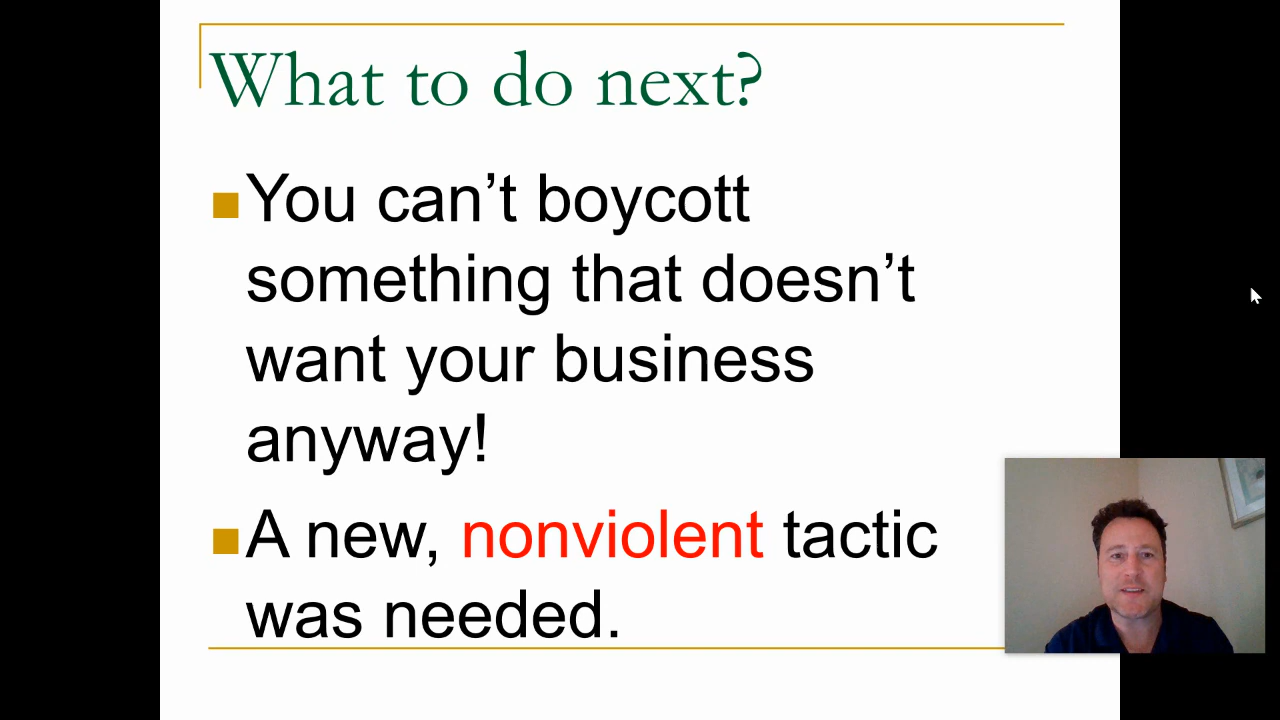 What to do next?
You can’t boycott
something that doesn’t
want your business
anyway!
A new, nonviolent tactic
was needed.